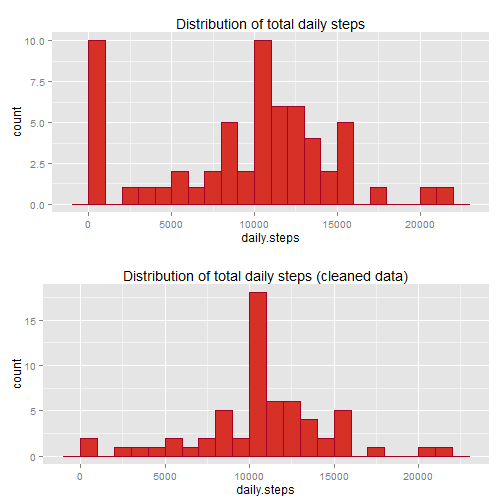 Distribution of total daily steps
10.0
7.5
5.0
2.5
0.0
count
0 5000 10000 15000 20000
daily.steps
Distribution of total daily steps (cleaned data)
15
10
5
0
count
0 5000 10000 15000 20000
daily.steps